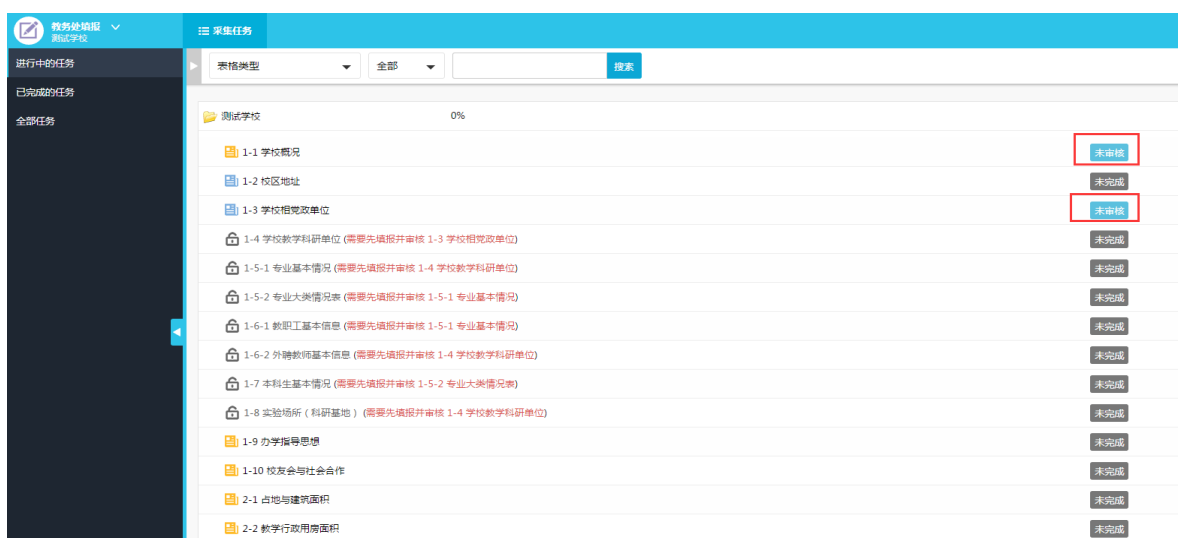 教务处填报
测试学校
采集任务
进行中的任务
已完成的任务
全部任务
表格类型 全部 搜索
测试学校 0%
1-1 学校概况 未审核
1-2 校区地址 未完成
1-3 学校相党政单位 未审核
1-4 学校教学科研单位 (需要先填报并审核 1-3 学校相党政单位) 未完成
1-5-1 专业基本情况 (需要先填报并审核 1-4 学校教学科研单位) 未完成
1-5-2 专业大类情况表 (需要先填报并审核 1-5-1 专业基本情况) 未完成
1-6-1 教职工基本信息 (需要先填报并审核 1-5-1 专业基本情况) 未完成
1-6-2 外聘教师基本信息 (需要先填报并审核 1-4 学校教学科研单位) 未完成
1-7 本科生基本情况 (需要先填报并审核 1-5-2 专业大类情况表) 未完成
1-8 实验场所（科研基地） (需要先填报并审核 1-4 学校教学科研单位) 未完成
1-9 办学指导思想 未完成
1-10 校友会与社会合作 未完成
2-1 占地与建筑面积 未完成
2-2 教学行政用房面积 未完成